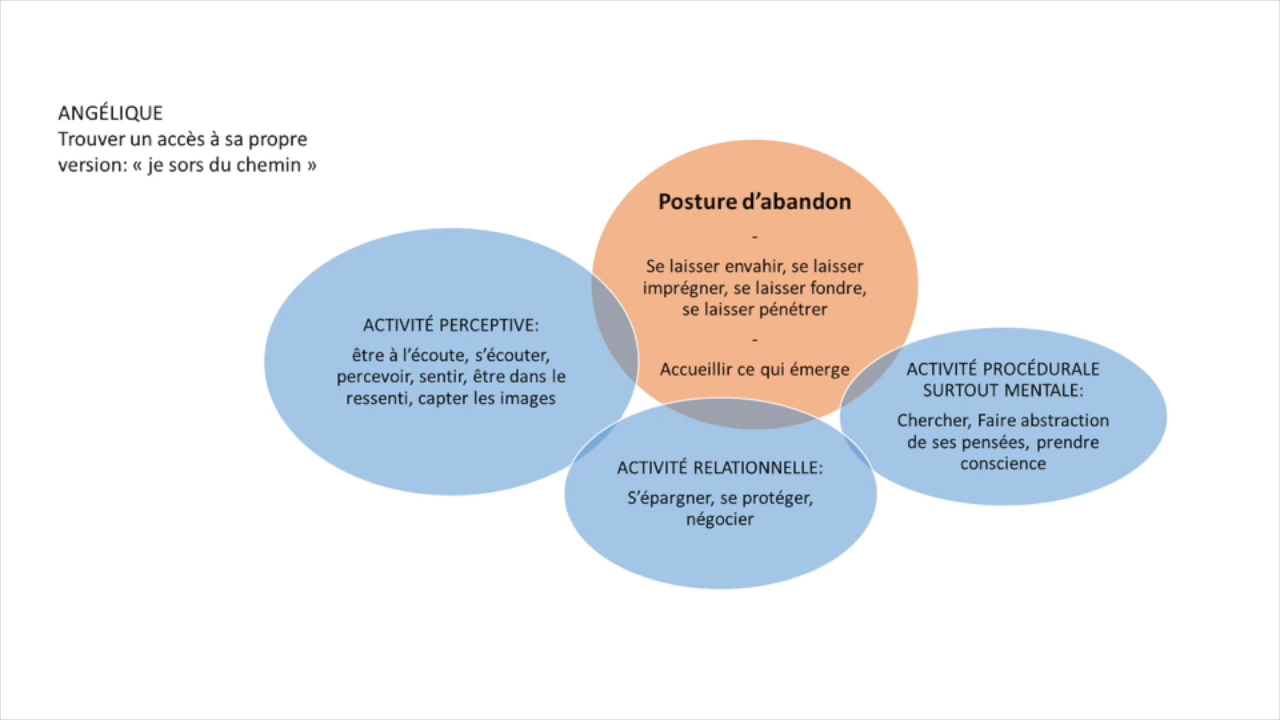 ANGÉLIQUE
Trouver un accès à sa propre
version: « je sors du chemin »
Posture d’abandon
-
Se laisser envahir, se laisser
imprégner, se laisser fondre,
se laisser pénétrer
-
Accueillir ce qui émerge
ACTIVITÉ PERCEPTIVE:
être à l’écoute, s’écouter,
percevoir, sentir, être dans le
ressenti, capter les images
ACTIVITÉ PROCÉDURALE
SURTOUT MENTALE:
Chercher, Faire abstraction
de ses pensées, prendre
conscience
ACTIVITÉ RELATIONNELLE:
S’épargner, se protéger,
négocier